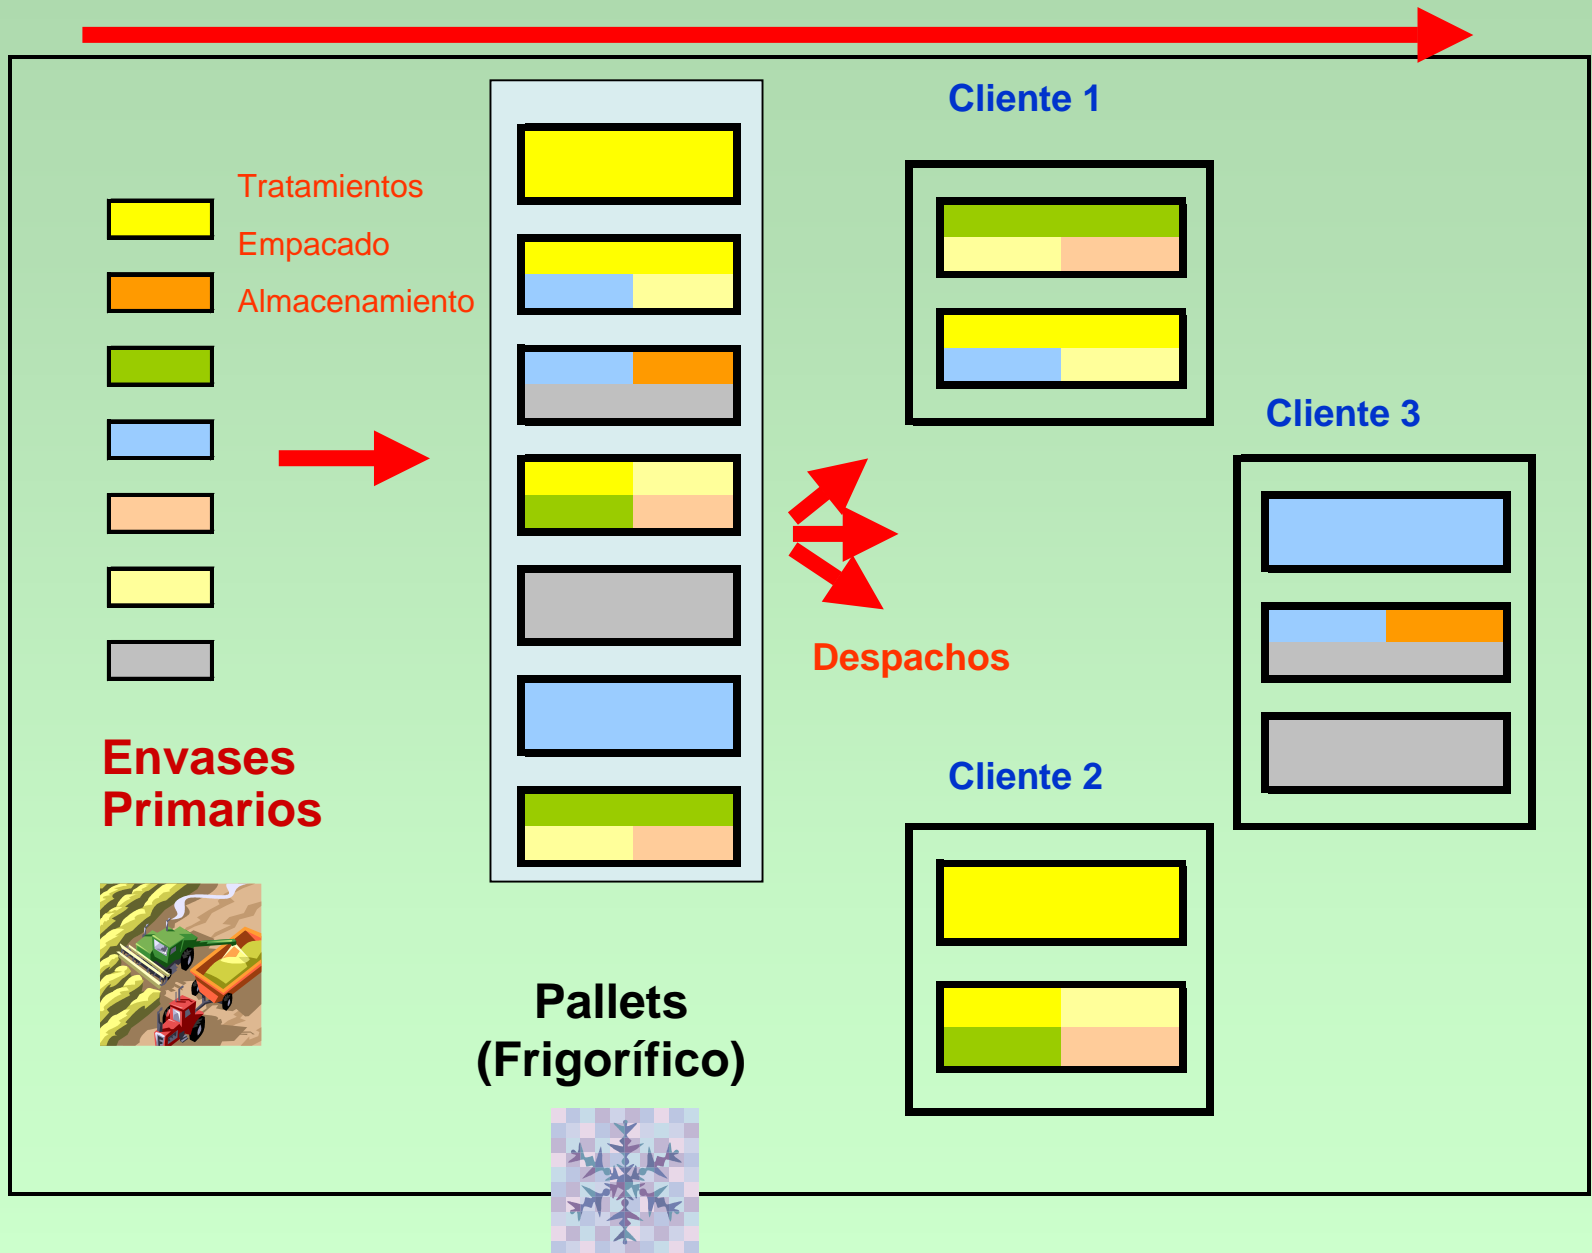 Cliente 1
Tratamientos
Empacado
Almacenamiento
Cliente 3
Despachos
Envases
Primarios
Cliente 2
Pallets
(Frigorífico)